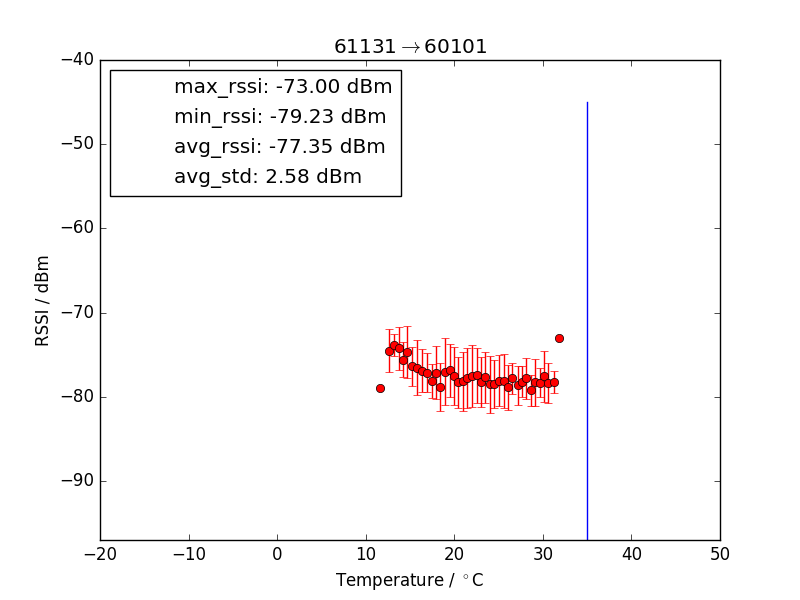 61131→60101
max_rssi: -73.00 dBm
min_rssi: -79.23 dBm
avg_rssi: -77.35 dBm
avg_std: 2.58 dBm
−40
−50
−60
−70
−80
−90
RSSI / dBm
−20 −10 0 10 20 30 40 50
Temperature / °C